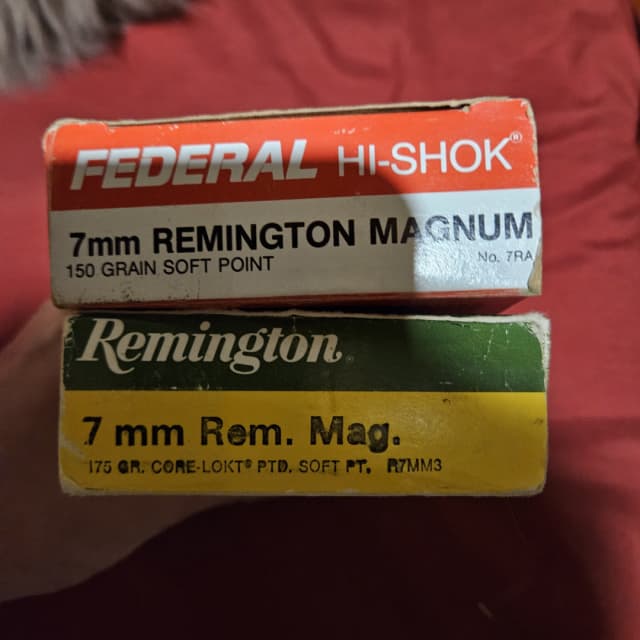 FEDERAL HI-SHOK®
7mm REMINGTON MAGNUM
150 GRAIN SOFT POINT No. 7RA
Remington®
7 mm Rem. Mag.
175 GR. CORE-LOKT® PTD. SOFT PT. R7MM3